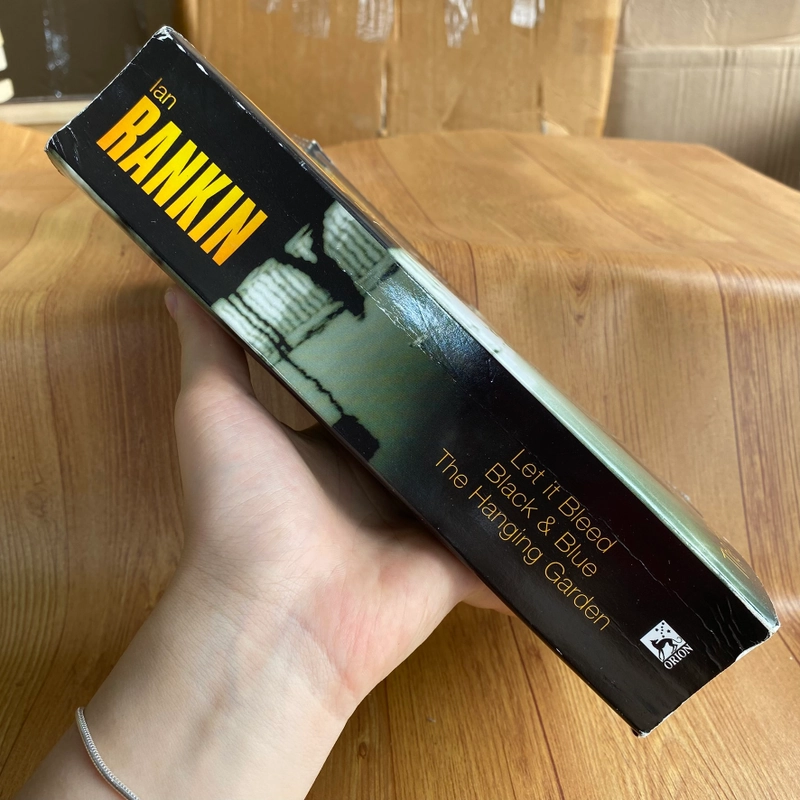 Ian
RANKIN
Let it Bleed
Black & Blue
The Hanging Garden
ORION